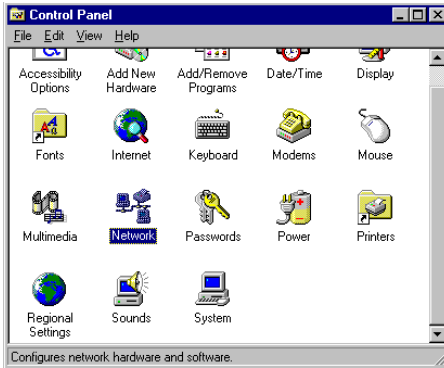 Control Panel
File Edit View Help
Accessibility Options
Add New Hardware
Add/Remove Programs
Date/Time
Display
Fonts
Internet
Keyboard
Modems
Mouse
Multimedia
Network
Passwords
Power
Printers
Regional Settings
Sounds
System
Configures network hardware and software.